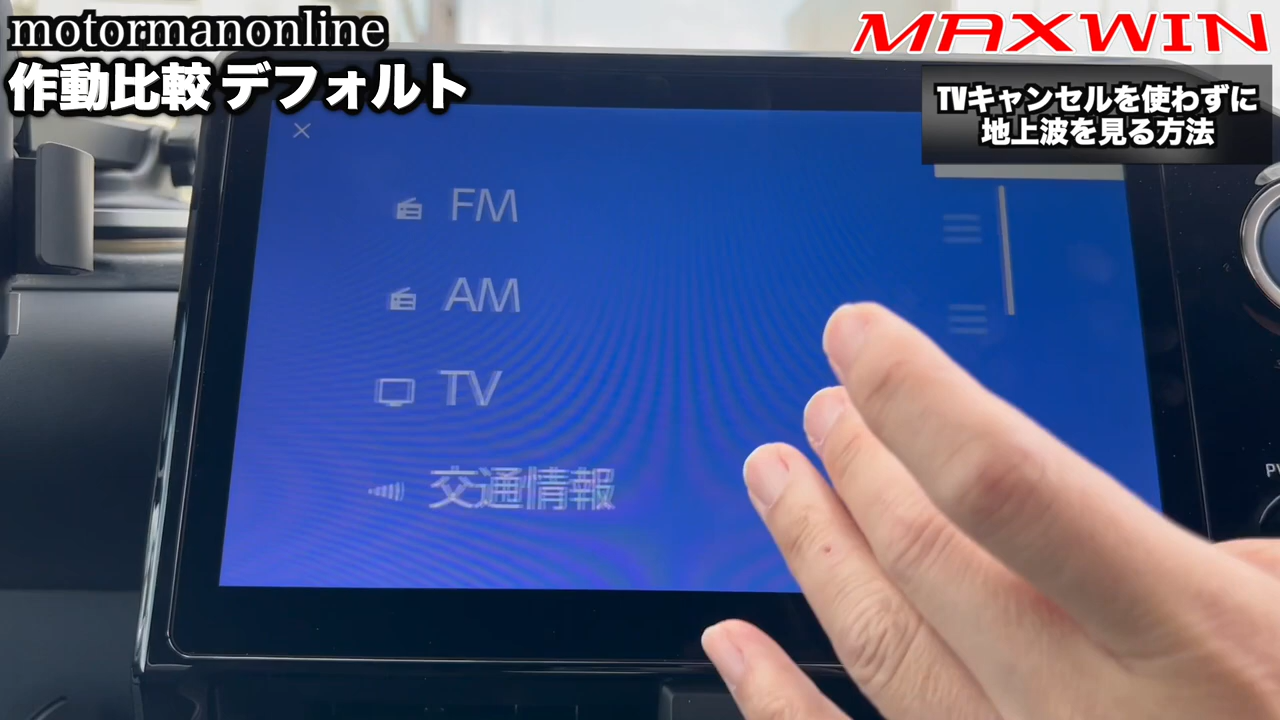 motormanonline
作動比較 デフォルト
MAXWIN
TVキャンセルを使わずに
地上波を見る方法
FM
AM
TV
交通情報